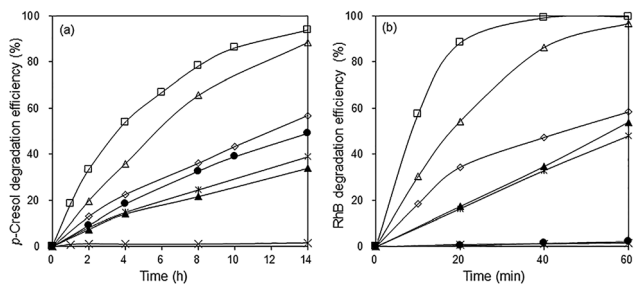 (a)
p-Cresol degradation efficiency (%)
100
80
60
40
20
0
0 2 4 6 8 10 12 14
Time (h)
(b)
RhB degradation efficiency (%)
100
80
60
40
20
0
0 20 40 60
Time (min)